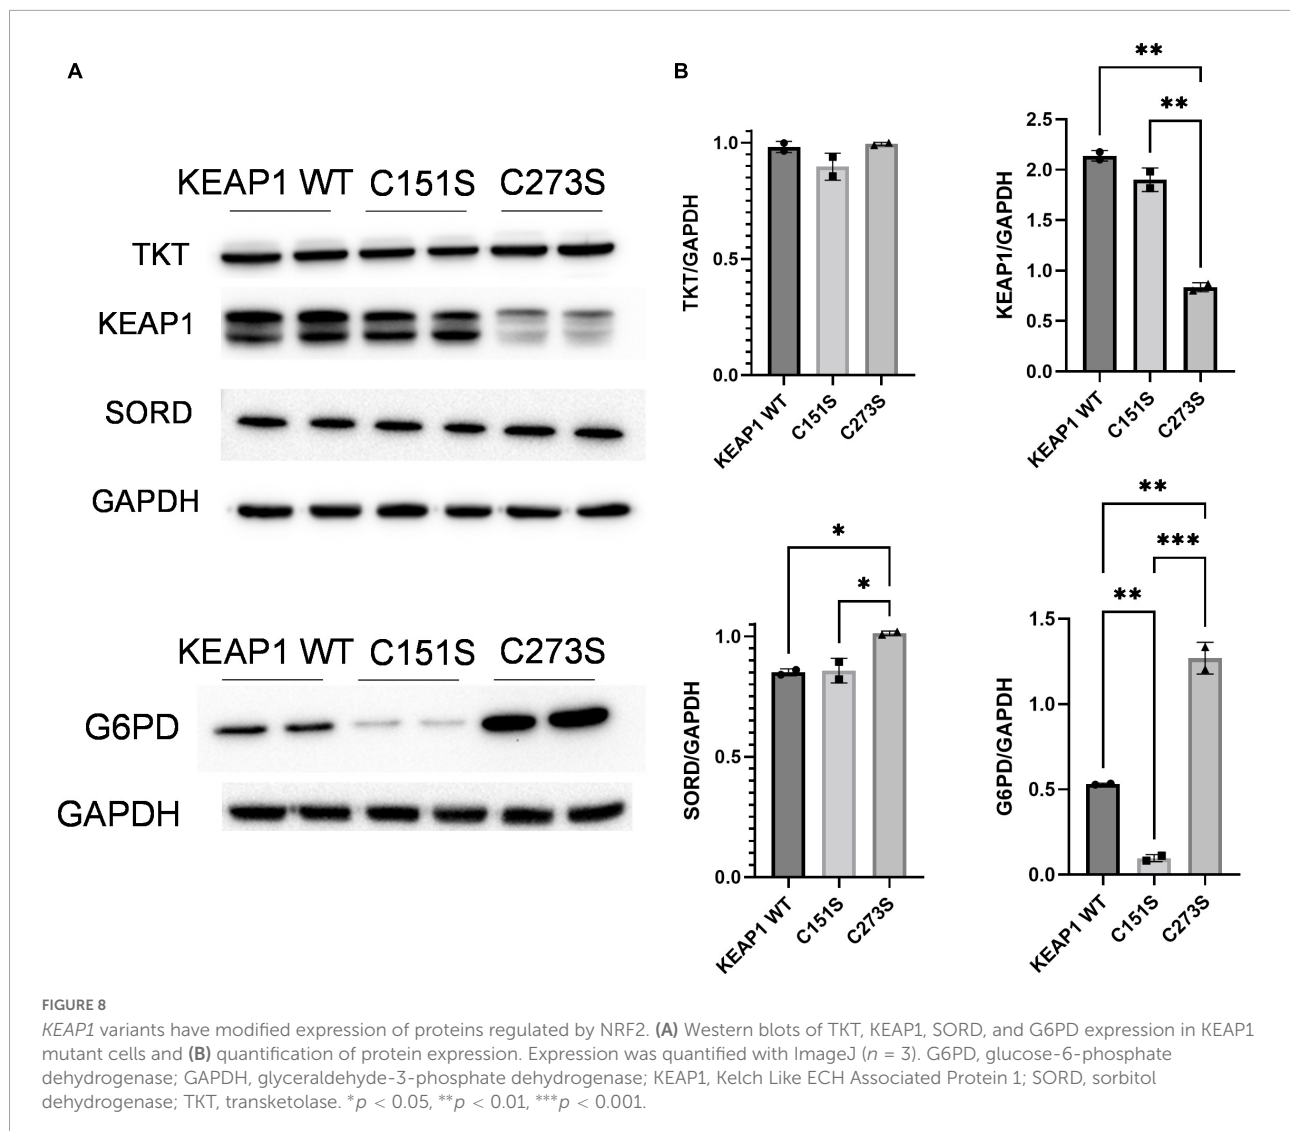 A
KEAP1 WT C151S C273S
TKT
KEAP1
SORD
GAPDH
KEAP1 WT C151S C273S
G6PD
GAPDH
B
TKT/GAPDH
1.0
0.5
0.0
KEAP1 WT
C151S
C273S
**
**
KEAP1/GAPDH
2.5
2.0
1.5
1.0
0.5
0.0
KEAP1 WT
C151S
C273S
*
*
SORD/GAPDH
1.0
0.5
0.0
KEAP1 WT
C151S
C273S
**
***
**
G6PD/GAPDH
1.5
1.0
0.5
0.0
KEAP1 WT
C151S
C273S
FIGURE 8
KEAP1 variants have modified expression of proteins regulated by NRF2. (A) Western blots of TKT, KEAP1, SORD, and G6PD expression in KEAP1
mutant cells and (B) quantification of protein expression. Expression was quantified with ImageJ (n = 3). G6PD, glucose-6-phosphate
dehydrogenase; GAPDH, glyceraldehyde-3-phosphate dehydrogenase; KEAP1, Kelch Like ECH Associated Protein 1; SORD, sorbitol
dehydrogenase; TKT, transketolase. *p < 0.05, **p < 0.01, ***p < 0.001.